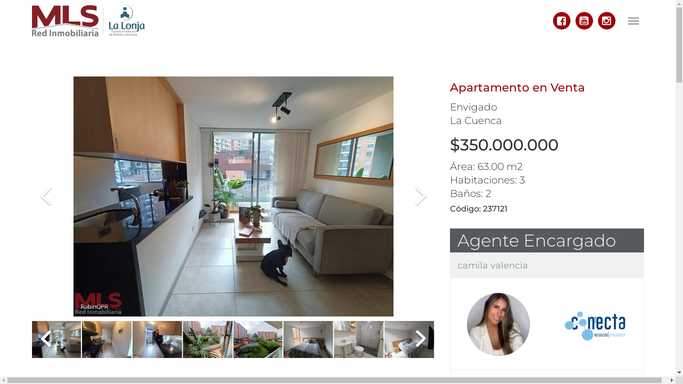 MLS
Red Inmobiliaria
La Lonja
Apartamento en Venta
Envigado
La Cuenca
$350.000.000
Área: 63.00 m2
Habitaciones: 3
Baños: 2
Código: 237121
Agente Encargado
camila valencia
MLS
RobinQPR
Red Inmobiliaria
conecta